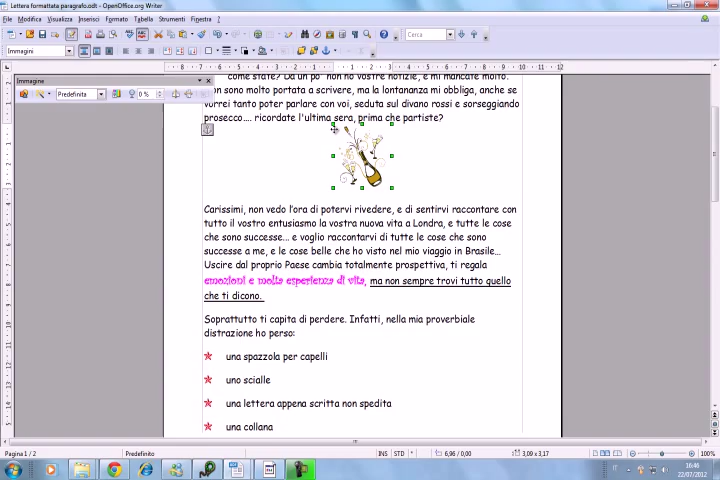 Lettera formattata paragrafo.odt - OpenOffice.org Writer
File Modifica Visualizza Inserisci Formato Tabella Strumenti Finestra ?
Cerca
Immagini
Immagine
Predefinita 0 %
come state? Da un po' non ho vostre notizie, e mi mancate molto.
non sono molto portata a scrivere, ma la lontananza mi obbliga, anche se
vorrei tanto poter parlare con voi, seduta sul divano rossi e sorseggiando
prosecco.... ricordate l'ultima sera, prima che partiste?
Carissimi, non vedo l'ora di potervi rivedere, e di sentirvi raccontare con
tutto il vostro entusiasmo la vostra nuova vita a Londra, e tutte le cose
che sono successe... e voglio raccontarvi di tutte le cose che sono
successe a me, e le cose belle che ho visto nel mio viaggio in Brasile...
Uscire dal proprio Paese cambia totalmente prospettiva, ti regala
emozioni e molta esperienza di vita, ma non sempre trovi tutto quello
che ti dicono.
Soprattutto ti capita di perdere. Infatti, nella mia proverbiale
distrazione ho perso:
una spazzola per capelli
uno scialle
una lettera appena scritta non spedita
una collana
Pagina 1 / 2 Predefinito INS STD * 6,96 / 0,00 3,09 x 3,17
IT 16:46
22/07/2012